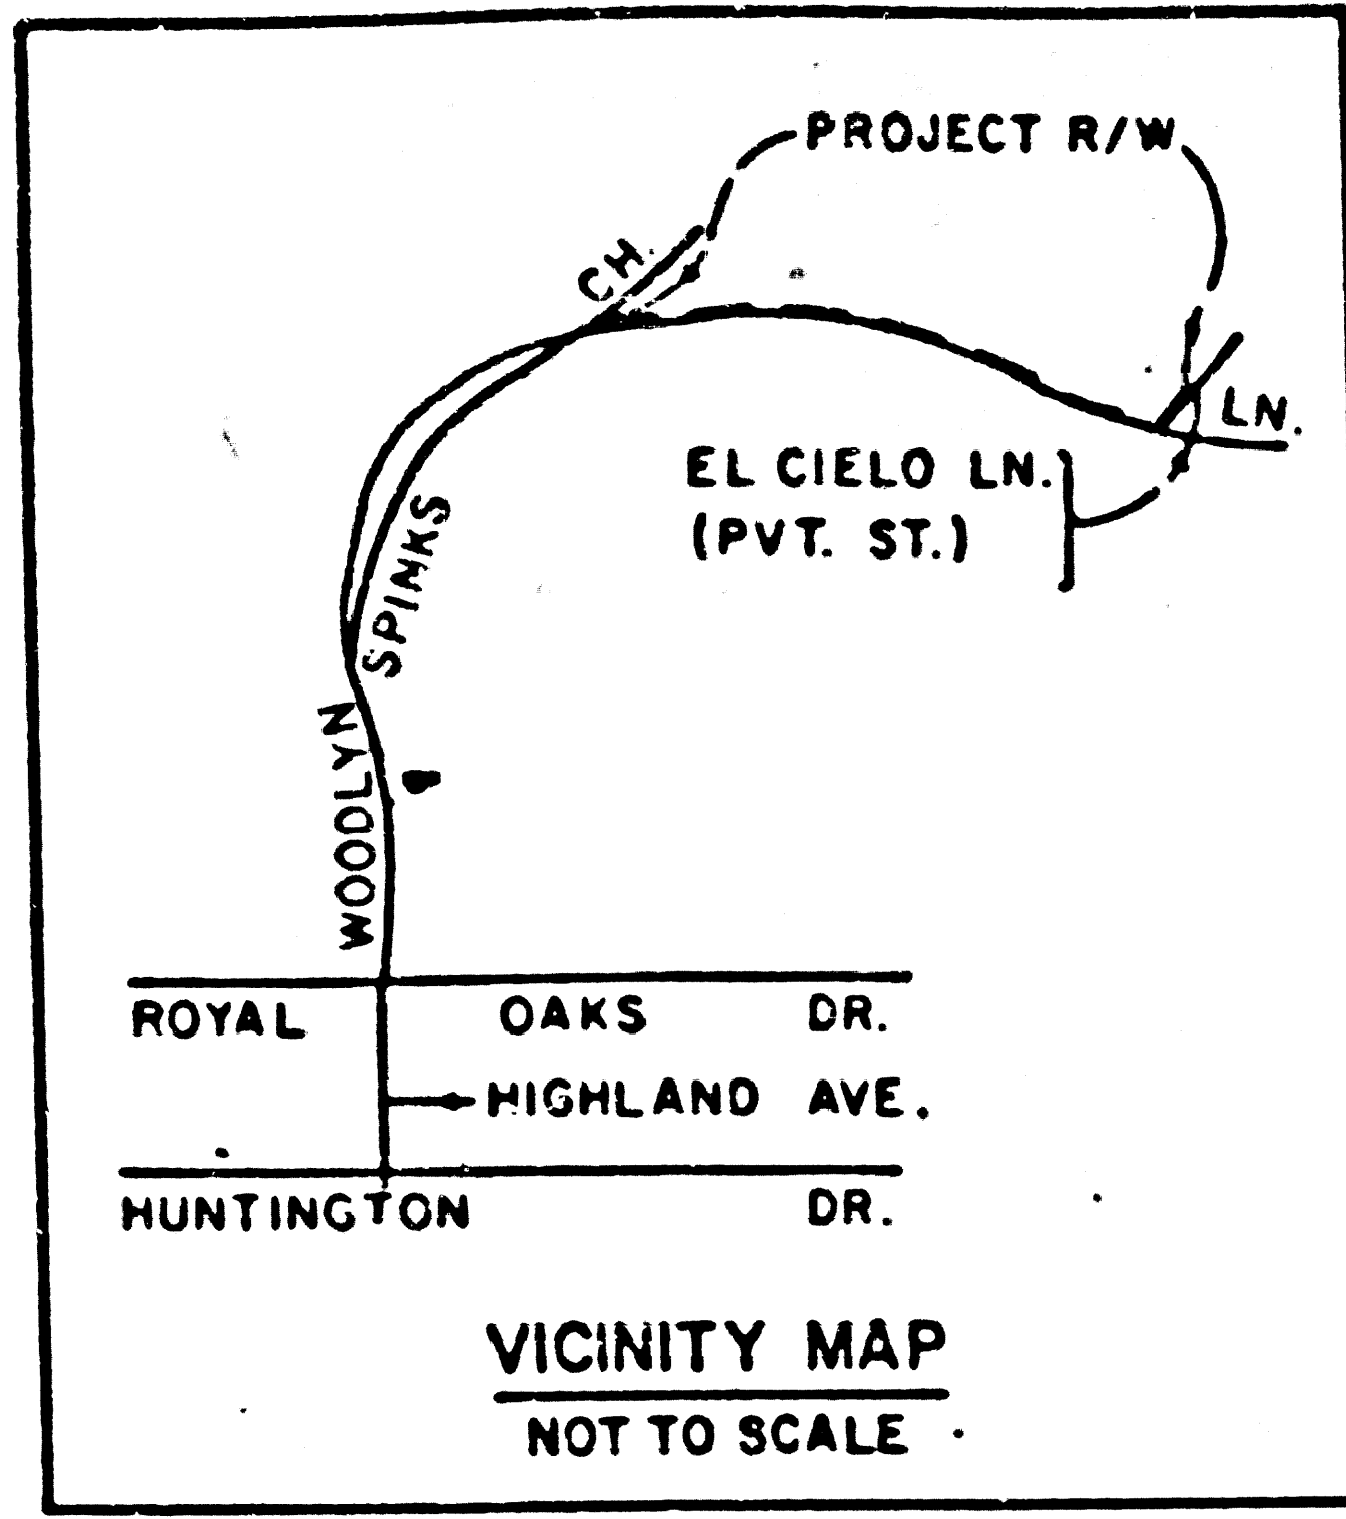 PROJECT R/W
CH.
LN.
EL CIELO LN.
(PVT. ST.)
SPINKS
WOODLYN
ROYAL OAKS DR.
HIGHLAND AVE.
HUNTINGTON DR.
VICINITY MAP
NOT TO SCALE